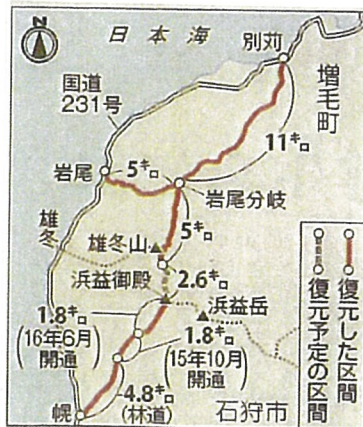 N
日本海
別苅
増毛町
国道
231号
11キロ
岩尾
5キロ
岩尾分岐
5キロ
雄冬
雄冬山
2.6キロ
浜益御殿
浜益岳
1.8キロ
(16年6月
開通)
1.8キロ
(15年10月
開通)
4.8キロ
(林道)
幌
石狩市
復元した区間
復元予定の区間